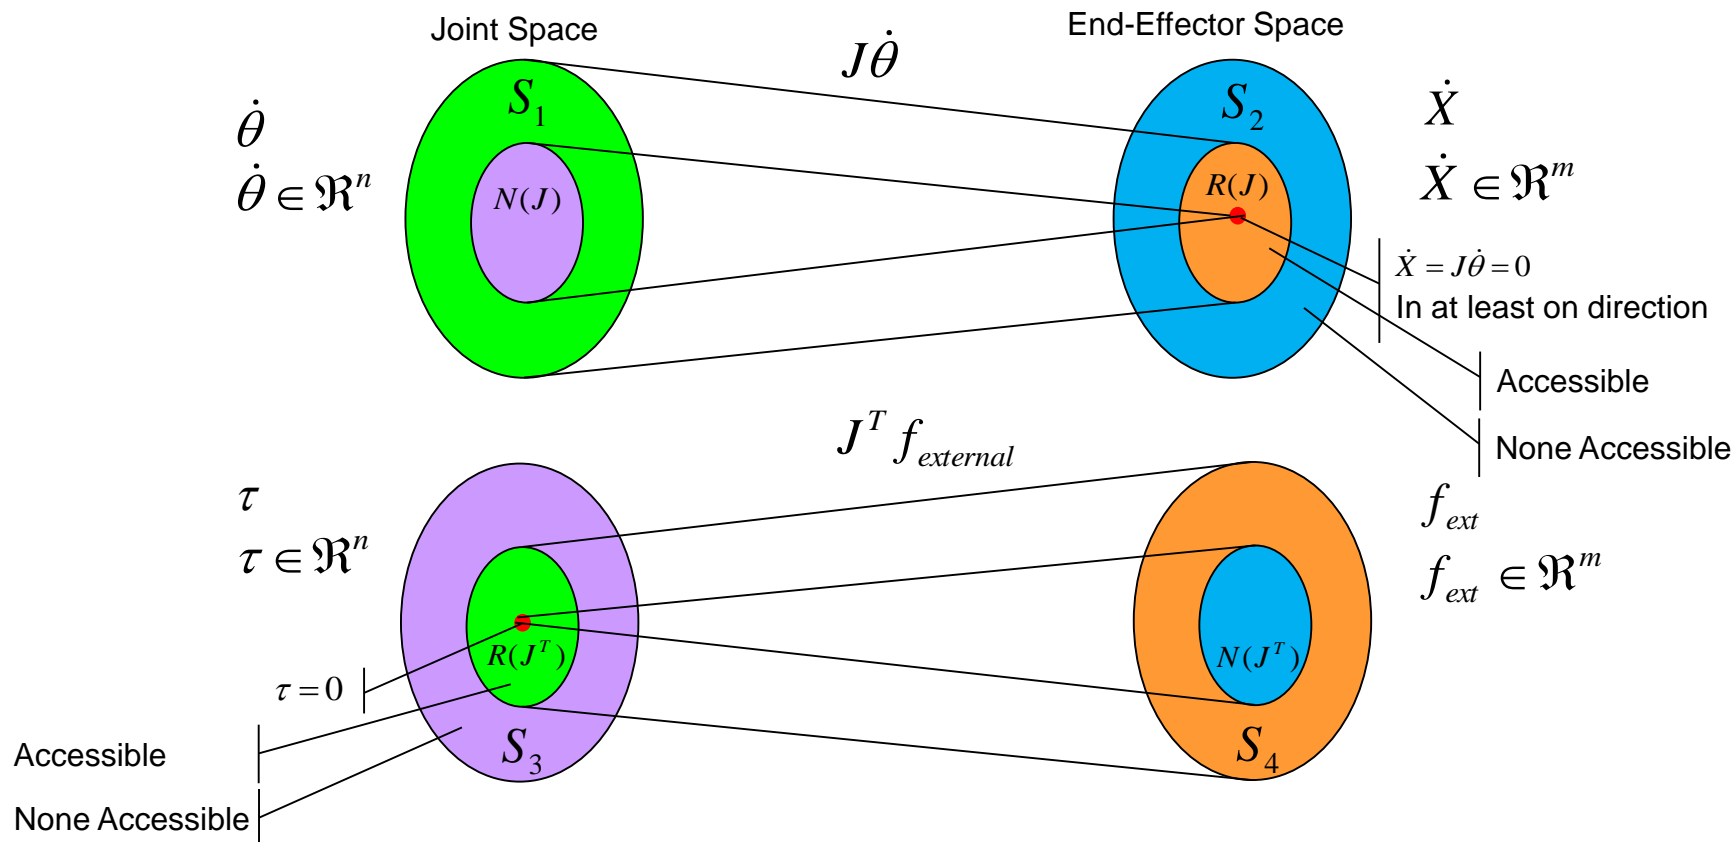 Joint Space
End-Effector Space
Jθ̇
S₁
S₂
θ̇
θ̇ ∈ ℜⁿ
Ẋ
Ẋ ∈ ℜᵐ
N(J)
R(J)
Ẋ = Jθ̇ = 0
In at least on direction
Accessible
None Accessible
Jᵀ f_external
τ
τ ∈ ℜⁿ
f_ext
f_ext ∈ ℜᵐ
R(Jᵀ)
N(Jᵀ)
τ = 0
S₃
S₄
Accessible
None Accessible